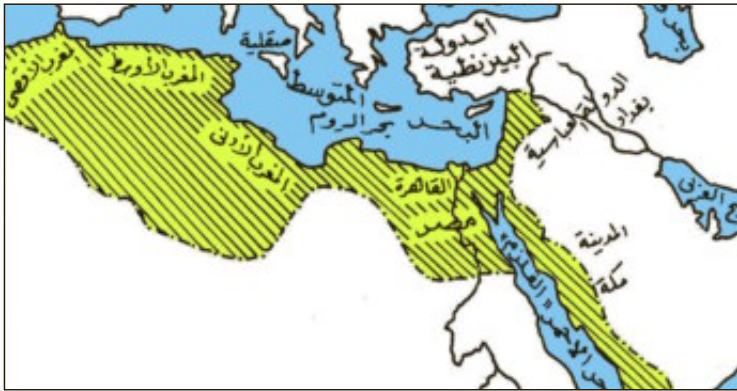 صقلية
الدولة
البيزنطية
المغرب الأوسط
المغرب الأقصى
المتوسط
البحر بحر الروم
المغرب الأدنى
الدولة العباسية
بغداد
القاهرة
مصر
العربي
المدينة
مكة
البحر الأحمر "القلزم"